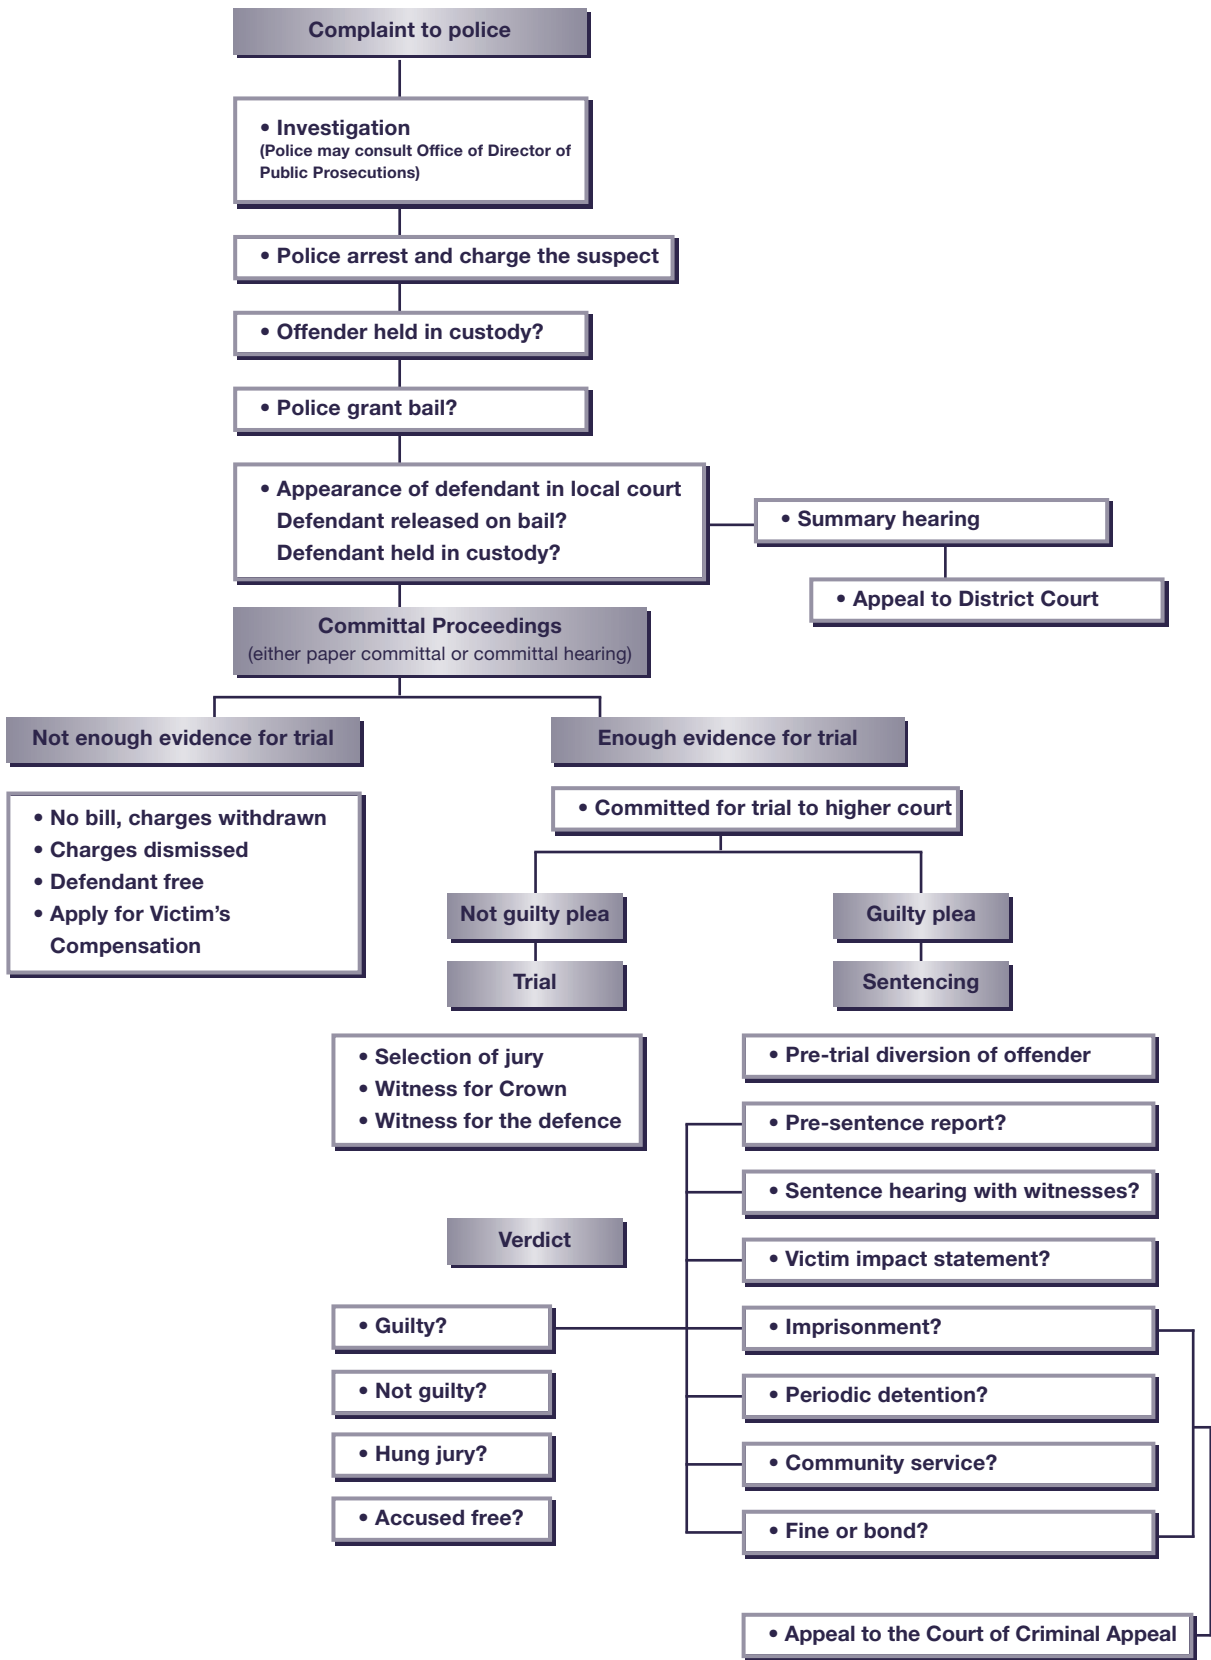 Complaint to police
• Investigation
(Police may consult Office of Director of
Public Prosecutions)
• Police arrest and charge the suspect
• Offender held in custody?
• Police grant bail?
• Appearance of defendant in local court
Defendant released on bail?
Defendant held in custody?
• Summary hearing
• Appeal to District Court
Committal Proceedings
(either paper committal or committal hearing)
Not enough evidence for trial
Enough evidence for trial
• No bill, charges withdrawn
• Charges dismissed
• Defendant free
• Apply for Victim's
Compensation
• Committed for trial to higher court
Not guilty plea
Guilty plea
Trial
Sentencing
• Selection of jury
• Witness for Crown
• Witness for the defence
• Pre-trial diversion of offender
• Pre-sentence report?
• Sentence hearing with witnesses?
Verdict
• Victim impact statement?
• Guilty?
• Imprisonment?
• Not guilty?
• Periodic detention?
• Hung jury?
• Community service?
• Accused free?
• Fine or bond?
• Appeal to the Court of Criminal Appeal